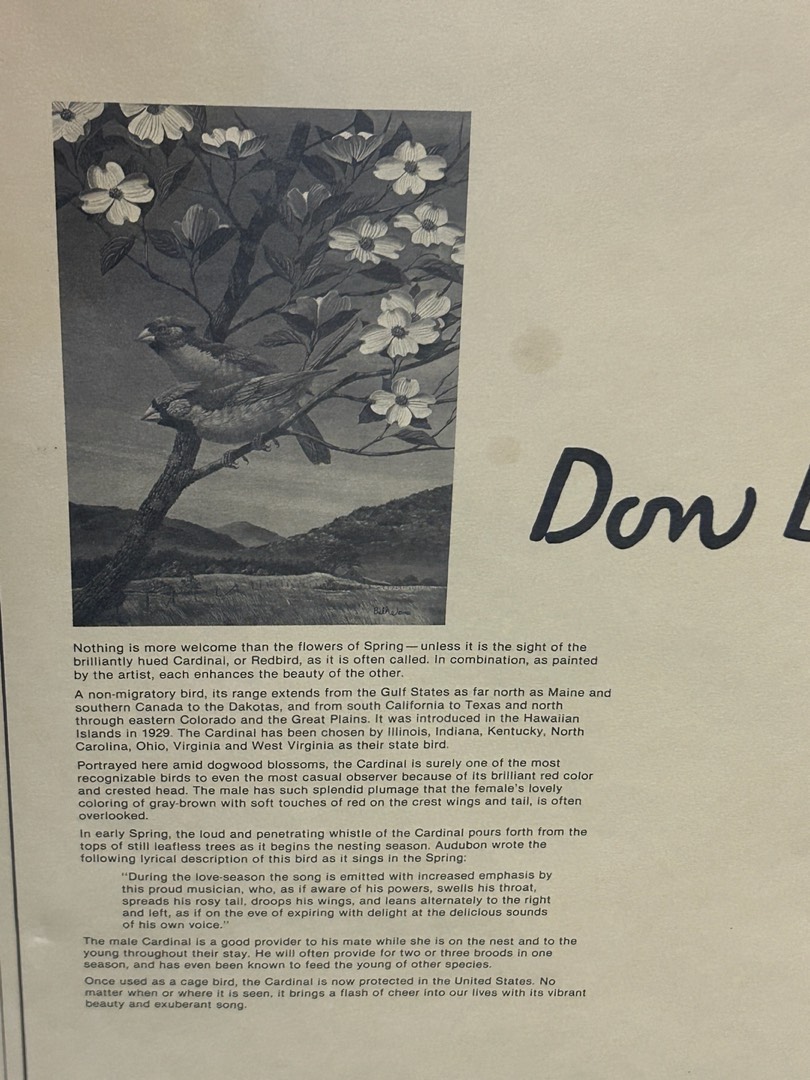 Don
Nothing is more welcome than the flowers of Spring—unless it is the sight of the
brilliantly hued Cardinal, or Redbird, as it is often called. In combination, as painted
by the artist, each enhances the beauty of the other.
A non-migratory bird, its range extends from the Gulf States as far north as Maine and
southern Canada to the Dakotas, and from south California to Texas and north
through eastern Colorado and the Great Plains. It was introduced in the Hawaiian
Islands in 1929. The Cardinal has been chosen by Illinois, Indiana, Kentucky, North
Carolina, Ohio, Virginia and West Virginia as their state bird.
Portrayed here amid dogwood blossoms, the Cardinal is surely one of the most
recognizable birds to even the most casual observer because of its brilliant red color
and crested head. The male has such splendid plumage that the female's lovely
coloring of gray-brown with soft touches of red on the crest wings and tail, is often
overlooked.
In early Spring, the loud and penetrating whistle of the Cardinal pours forth from the
tops of still leafless trees as it begins the nesting season. Audubon wrote the
following lyrical description of this bird as it sings in the Spring:
"During the love-season the song is emitted with increased emphasis by
this proud musician, who, as if aware of his powers, swells his throat,
spreads his rosy tail, droops his wings, and leans alternately to the right
and left, as if on the eve of expiring with delight at the delicious sounds
of his own voice."
The male Cardinal is a good provider to his mate while she is on the nest and to the
young throughout their stay. He will often provide for two or three broods in one
season, and has even been known to feed the young of other species.
Once used as a cage bird, the Cardinal is now protected in the United States. No
matter when or where it is seen, it brings a flash of cheer into our lives with its vibrant
beauty and exuberant song.